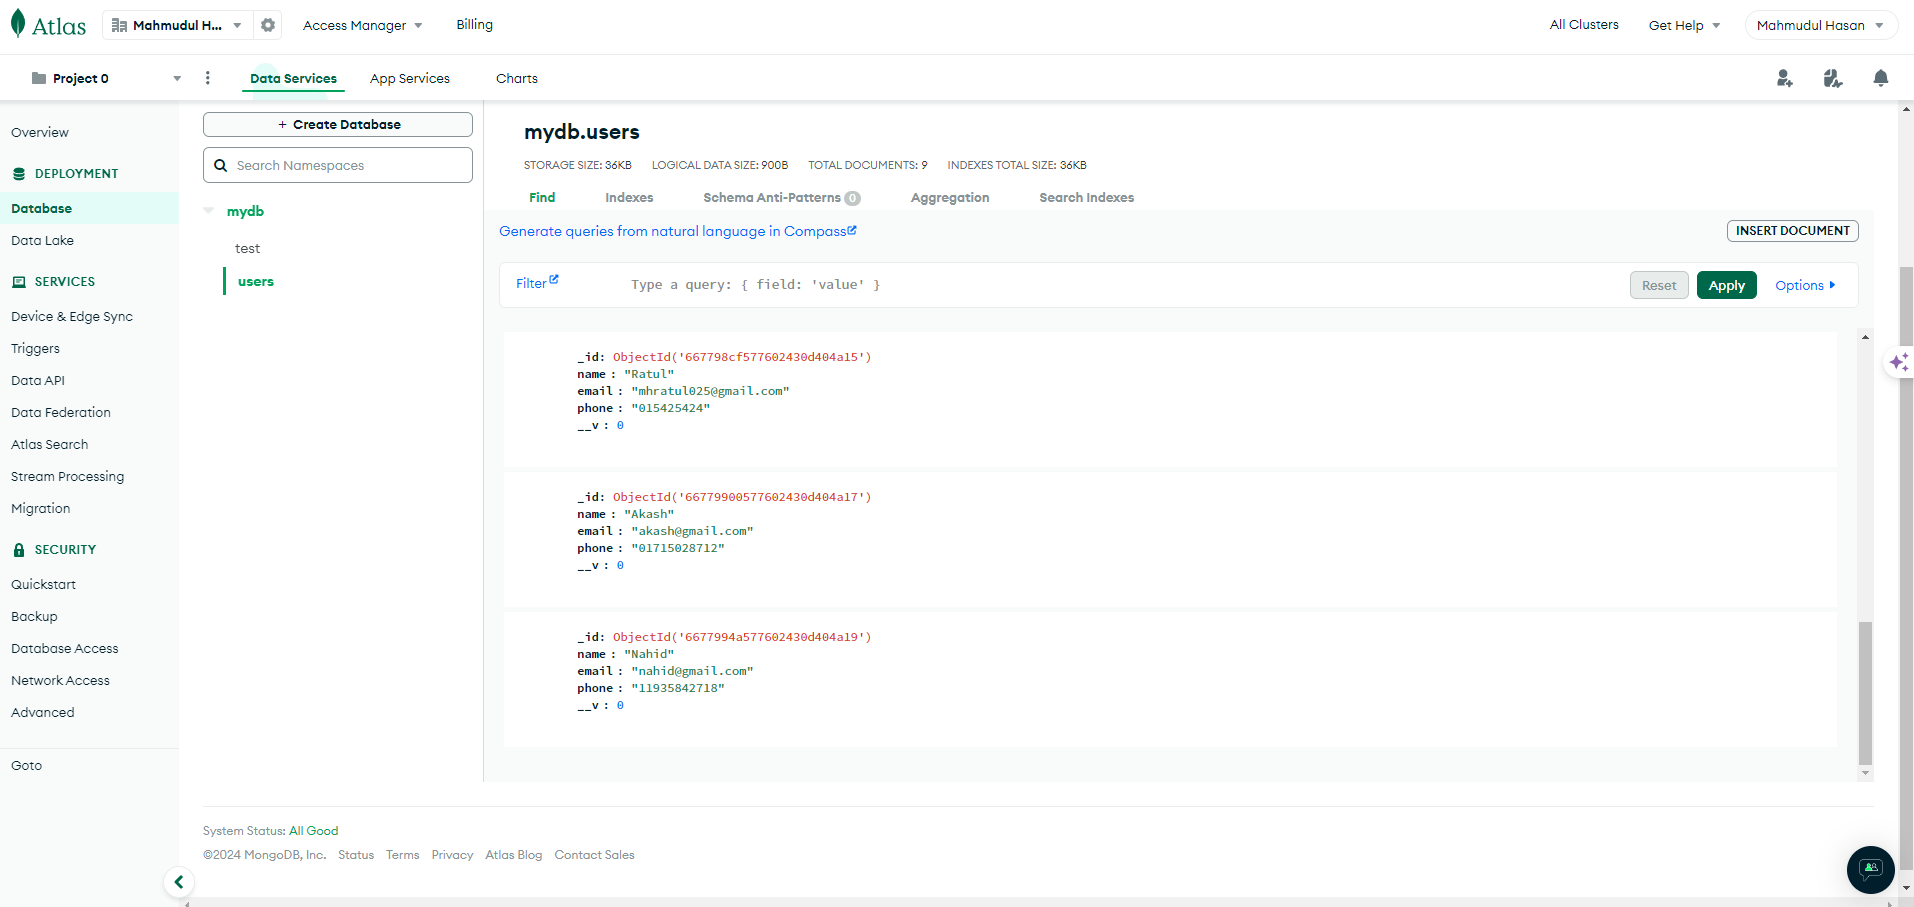 Atlas
Mahmudul H...
Access Manager
Billing
All Clusters
Get Help
Mahmudul Hasan
Project 0
Data Services
App Services
Charts
Overview
DEPLOYMENT
Database
Data Lake
SERVICES
Device & Edge Sync
Triggers
Data API
Data Federation
Atlas Search
Stream Processing
Migration
SECURITY
Quickstart
Backup
Database Access
Network Access
Advanced
Goto
+ Create Database
Search Namespaces
mydb
test
users
mydb.users
STORAGE SIZE: 36KB LOGICAL DATA SIZE: 900B TOTAL DOCUMENTS: 9 INDEXES TOTAL SIZE: 36KB
Find Indexes Schema Anti-Patterns 0 Aggregation Search Indexes
Generate queries from natural language in Compass
INSERT DOCUMENT
Filter
Type a query: { field: 'value' }
Reset
Apply
Options
_id: ObjectId('667798cf577602430d404a15')
name : "Ratul"
email : "mhratul025@gmail.com"
phone : "015425424"
__v : 0
_id: ObjectId('66779900577602430d404a17')
name : "Akash"
email : "akash@gmail.com"
phone : "01715028712"
__v : 0
_id: ObjectId('6677994a577602430d404a19')
name : "Nahid"
email : "nahid@gmail.com"
phone : "11935842718"
__v : 0
System Status: All Good
©2024 MongoDB, Inc. Status Terms Privacy Atlas Blog Contact Sales